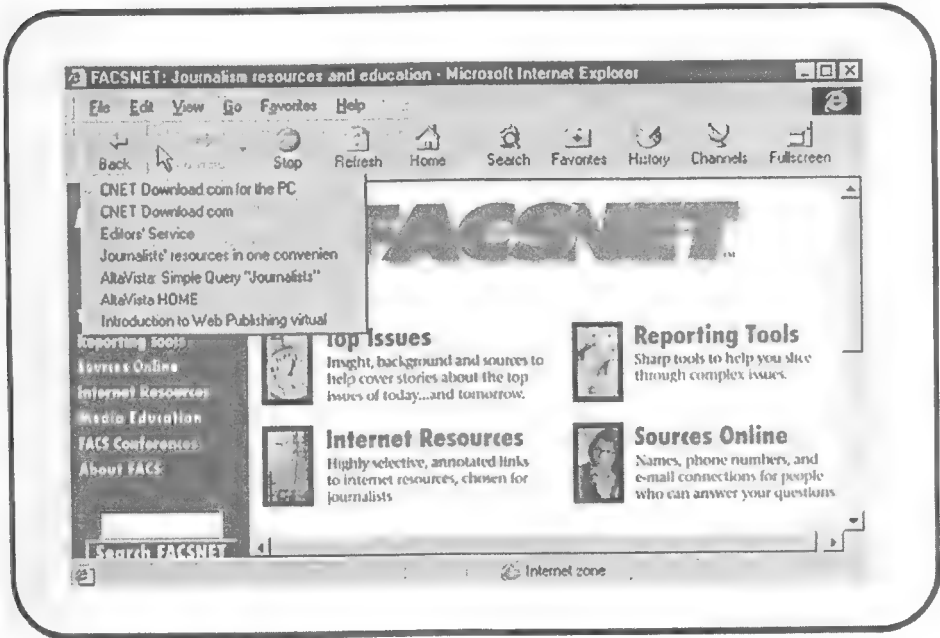 FACSNET: Journalism resources and education - Microsoft Internet Explorer
File Edit View Go Favorites Help
Back Stop Refresh Home Search Favorites History Channels Fullscreen
CNET Download.com for the PC
CNET Download.com
Editors' Service
Journalists' resources in one convenien
AltaVista: Simple Query "Journalists"
AltaVista HOME
Introduction to Web Publishing virtual
FACSNET
TM
Reporting Tools
Sources Online
Internet Resources
Media Education
FACS Conferences
About FACS
Search FACSNET
Top Issues
Insight, background and sources to
help cover stories about the top
issues of today...and tomorrow.
Reporting Tools
Sharp tools to help you slice
through complex issues.
Internet Resources
Highly selective, annotated links
to internet resources, chosen for
journalists
Sources Online
Names, phone numbers, and
e-mail connections for people
who can answer your questions
Internet zone